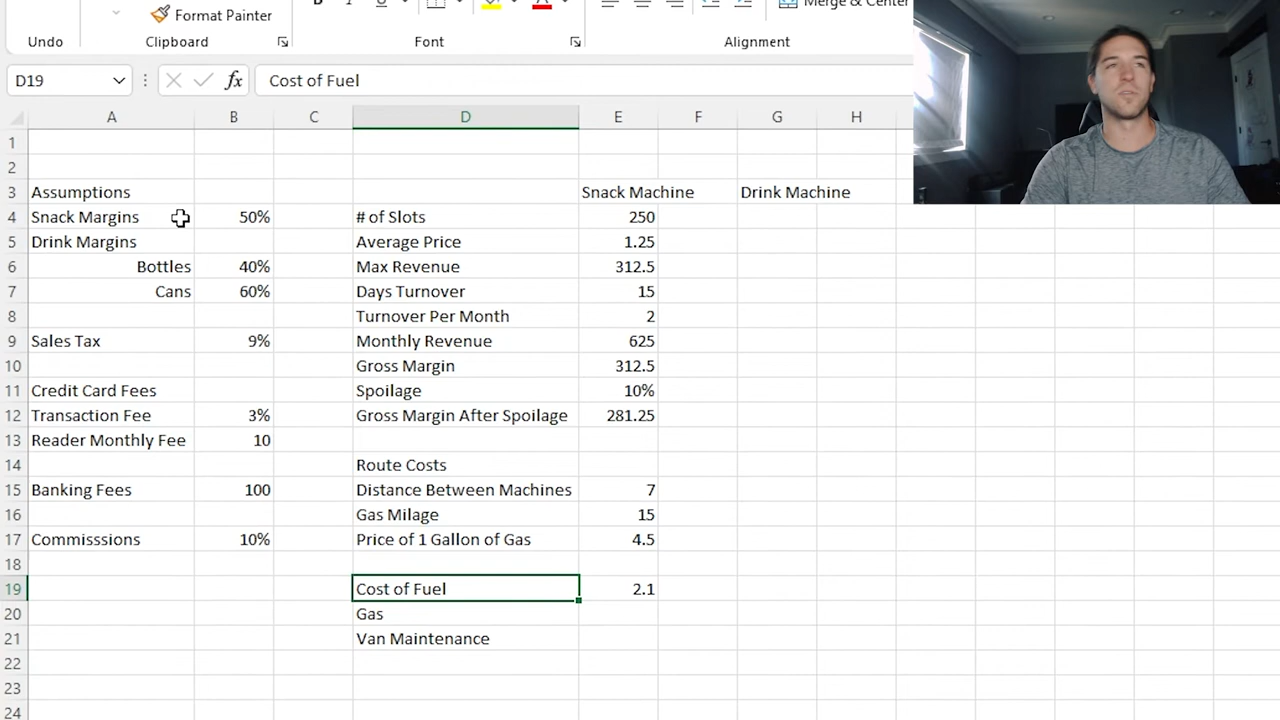 Format Painter
Merge & Center
Undo Clipboard Font Alignment
D19 fx Cost of Fuel
A B C D E F G H
1
2
3 Assumptions Snack Machine Drink Machine
4 Snack Margins 50% # of Slots 250
5 Drink Margins Average Price 1.25
6 Bottles 40% Max Revenue 312.5
7 Cans 60% Days Turnover 15
8 Turnover Per Month 2
9 Sales Tax 9% Monthly Revenue 625
10 Gross Margin 312.5
11 Credit Card Fees Spoilage 10%
12 Transaction Fee 3% Gross Margin After Spoilage 281.25
13 Reader Monthly Fee 10
14 Route Costs
15 Banking Fees 100 Distance Between Machines 7
16 Gas Milage 15
17 Commisssions 10% Price of 1 Gallon of Gas 4.5
18
19 Cost of Fuel 2.1
20 Gas
21 Van Maintenance
22
23
24